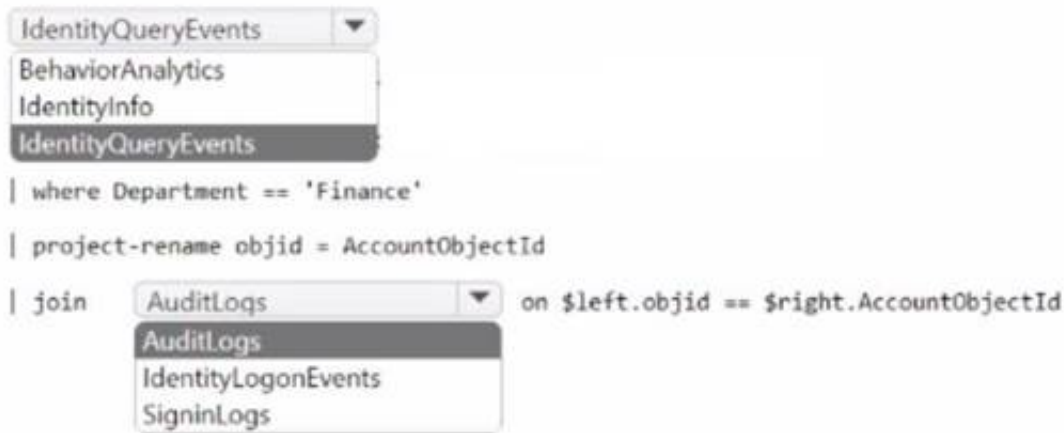 IdentityQueryEvents
BehaviorAnalytics
IdentityInfo
IdentityQueryEvents
| where Department == 'Finance'
| project-rename objid = AccountObjectId
| join AuditLogs on $left.objid == $right.AccountObjectId
AuditLogs
IdentityLogonEvents
SigninLogs